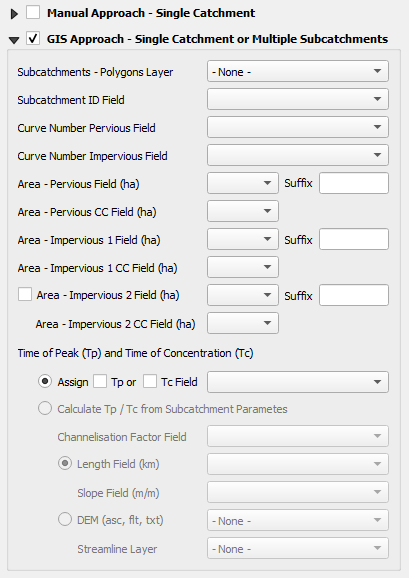 Manual Approach - Single Catchment
GIS Approach - Single Catchment or Multiple Subcatchments
Subcatchments - Polygons Layer - None -
Subcatchment ID Field
Curve Number Pervious Field
Curve Number Impervious Field
Area - Pervious Field (ha) Suffix
Area - Pervious CC Field (ha)
Area - Impervious 1 Field (ha) Suffix
Area - Impervious 1 CC Field (ha)
Area - Impervious 2 Field (ha) Suffix
Area - Impervious 2 CC Field (ha)
Time of Peak (Tp) and Time of Concentration (Tc)
Assign Tp or Tc Field
Calculate Tp / Tc from Subcatchment Parametes
Channelisation Factor Field
Length Field (km)
Slope Field (m/m)
DEM (asc, flt, txt) - None -
Streamline Layer - None -